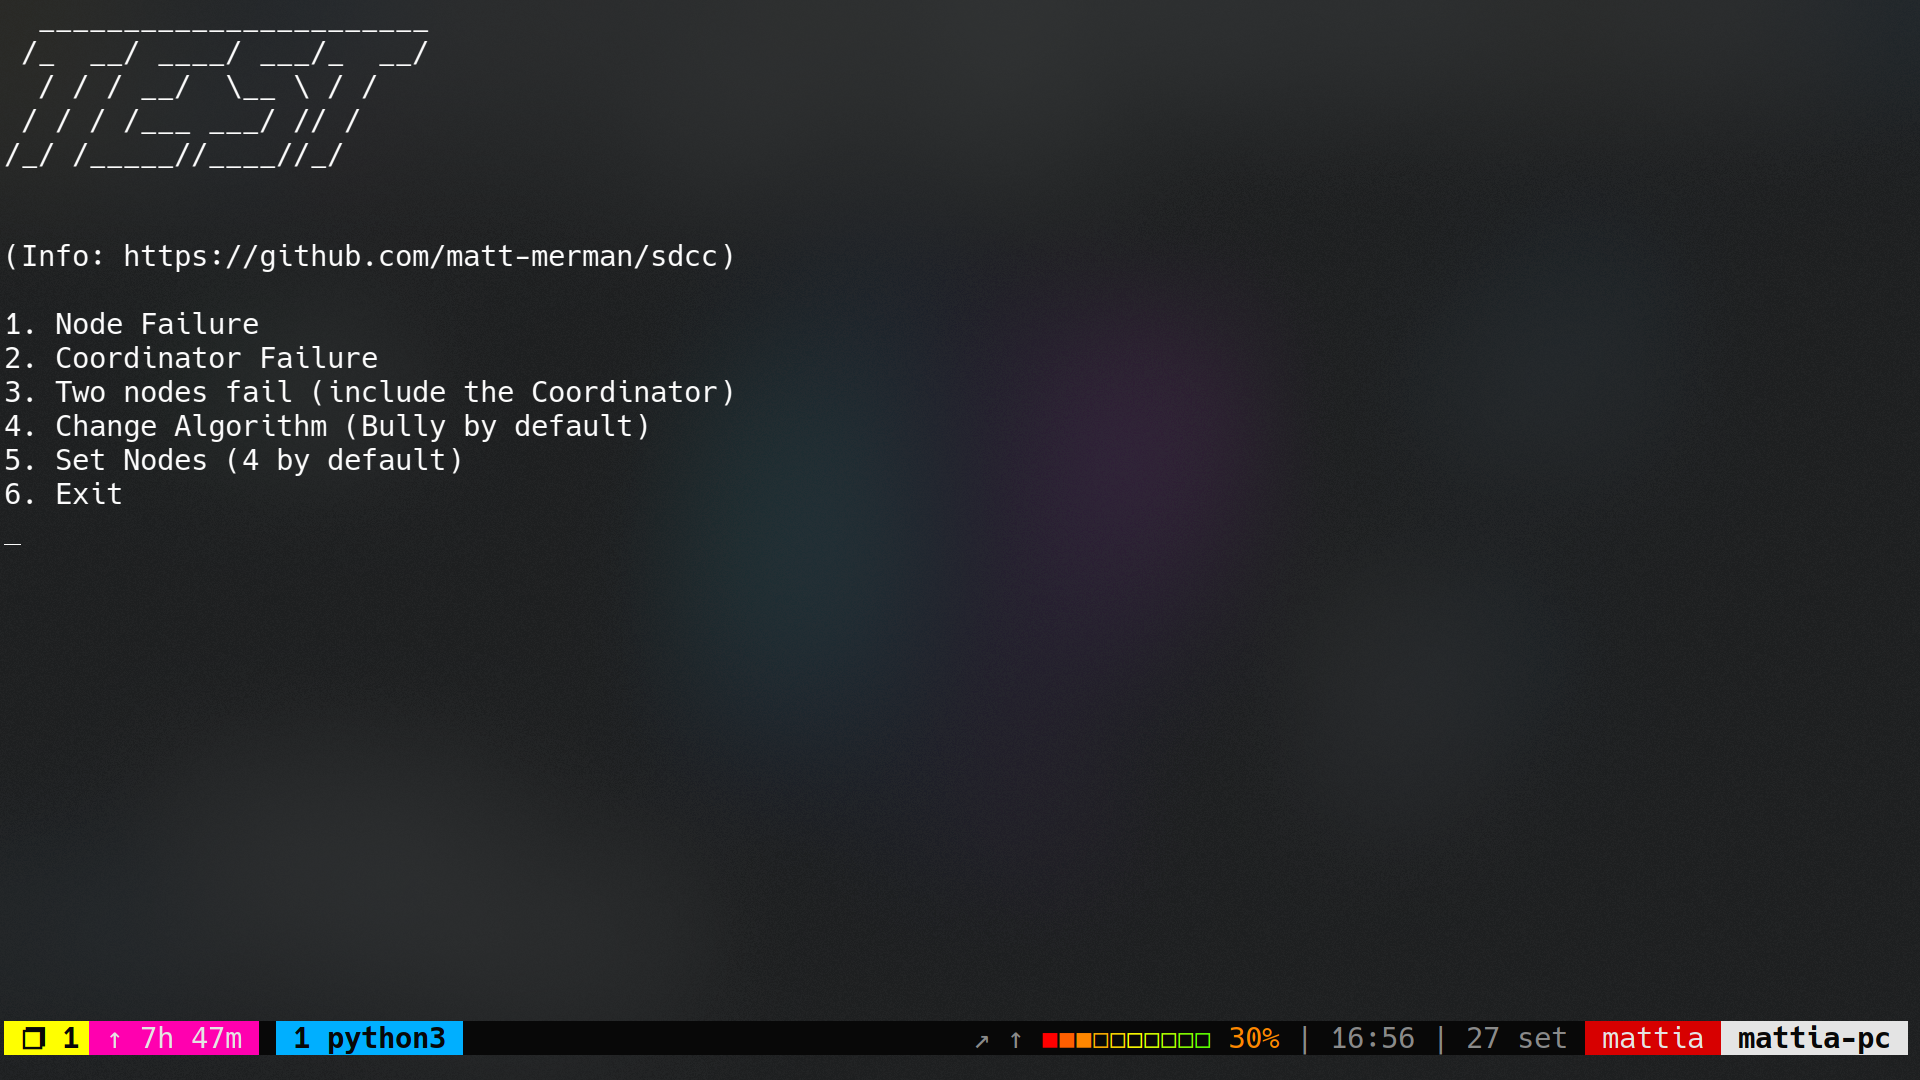 _______________________
 /_  __/ ____/ ___/_  __/
  / / / __/  \__ \ / /
 / / / /___ ___/ // /
/_/ /_____//____//_/
(Info: https://github.com/matt-merman/sdcc)
1. Node Failure
2. Coordinator Failure
3. Two nodes fail (include the Coordinator)
4. Change Algorithm (Bully by default)
5. Set Nodes (4 by default)
6. Exit
_
❐ 1 ↑ 7h 47m 1 python3 ↗ ↑ ■■■□□□□□□□ 30% | 16:56 | 27 set mattia mattia-pc